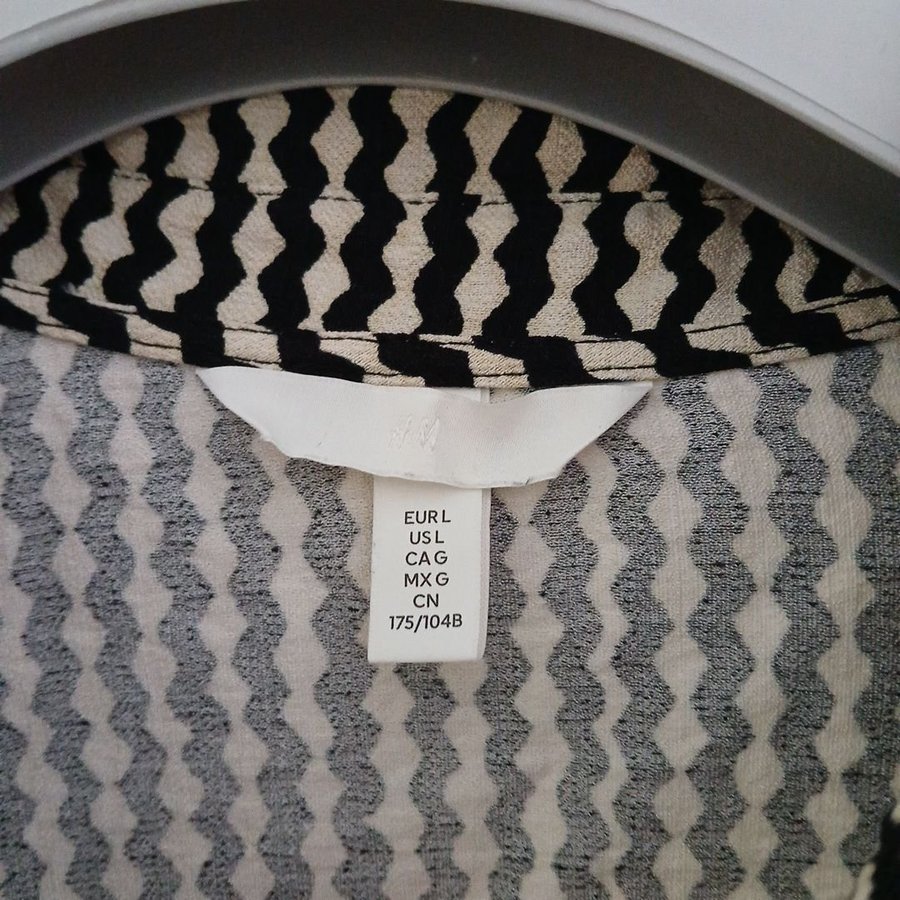 H&M
EUR L
US L
CA G
MX G
CN
175/104B